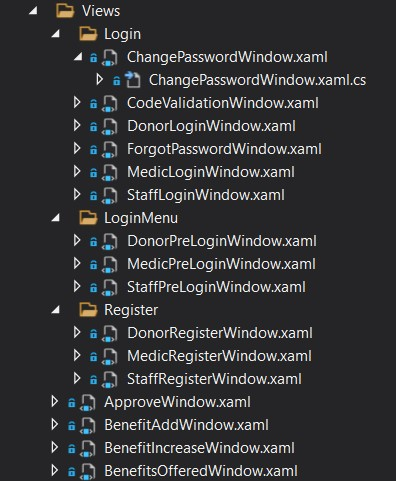 Views
Login
ChangePasswordWindow.xaml
ChangePasswordWindow.xaml.cs
CodeValidationWindow.xaml
DonorLoginWindow.xaml
ForgotPasswordWindow.xaml
MedicLoginWindow.xaml
StaffLoginWindow.xaml
LoginMenu
DonorPreLoginWindow.xaml
MedicPreLoginWindow.xaml
StaffPreLoginWindow.xaml
Register
DonorRegisterWindow.xaml
MedicRegisterWindow.xaml
StaffRegisterWindow.xaml
ApproveWindow.xaml
BenefitAddWindow.xaml
BenefitIncreaseWindow.xaml
BenefitsOfferedWindow.xaml